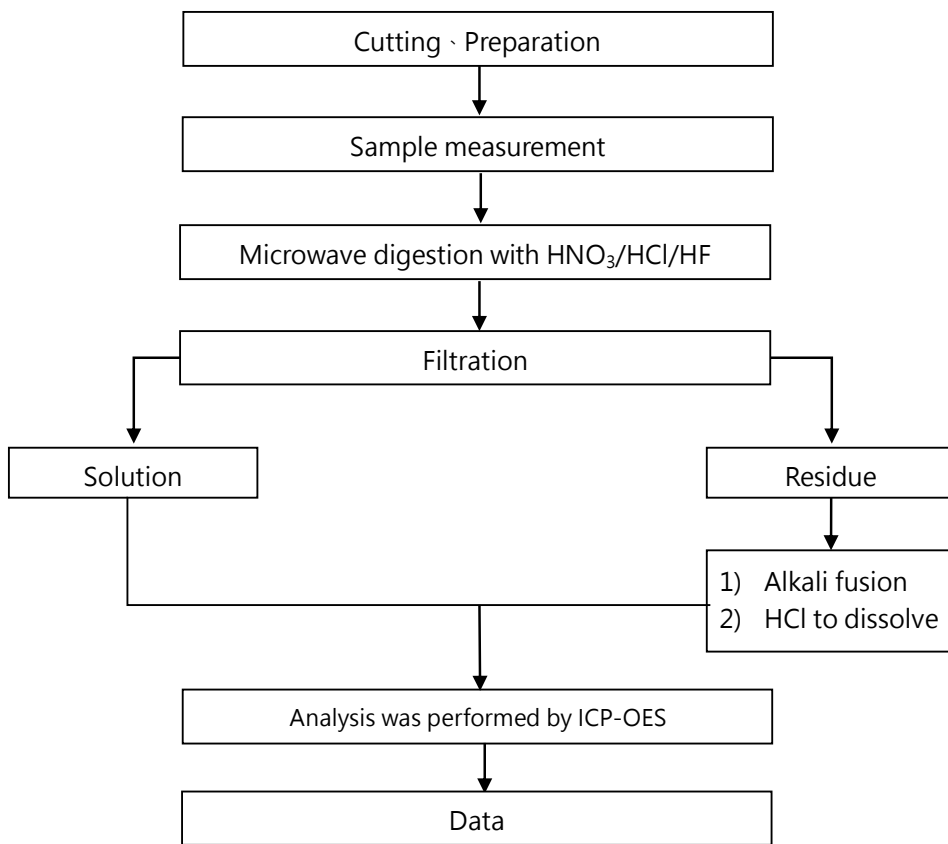 Cutting、Preparation
Sample measurement
Microwave digestion with HNO₃/HCl/HF
Filtration
Solution
Residue
1) Alkali fusion
2) HCl to dissolve
Analysis was performed by ICP-OES
Data